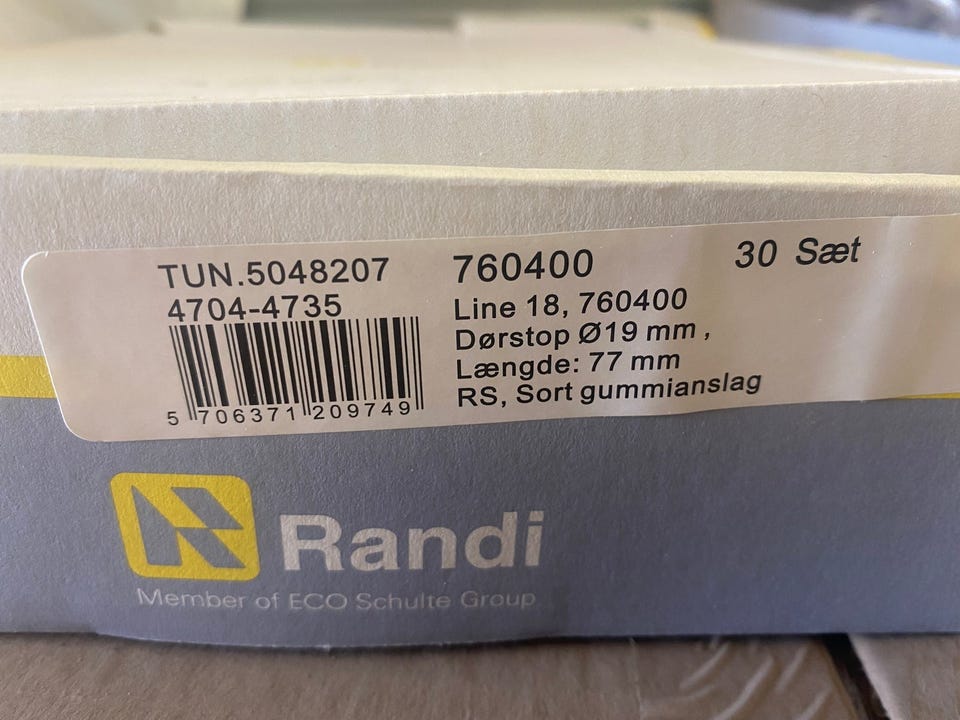 TUN.5048207
4704-4735
5 706371 209749
760400
Line 18, 760400
Dørstop Ø19 mm ,
Længde: 77 mm
RS, Sort gummianslag
30 Sæt
Randi
Member of ECO Schulte Group